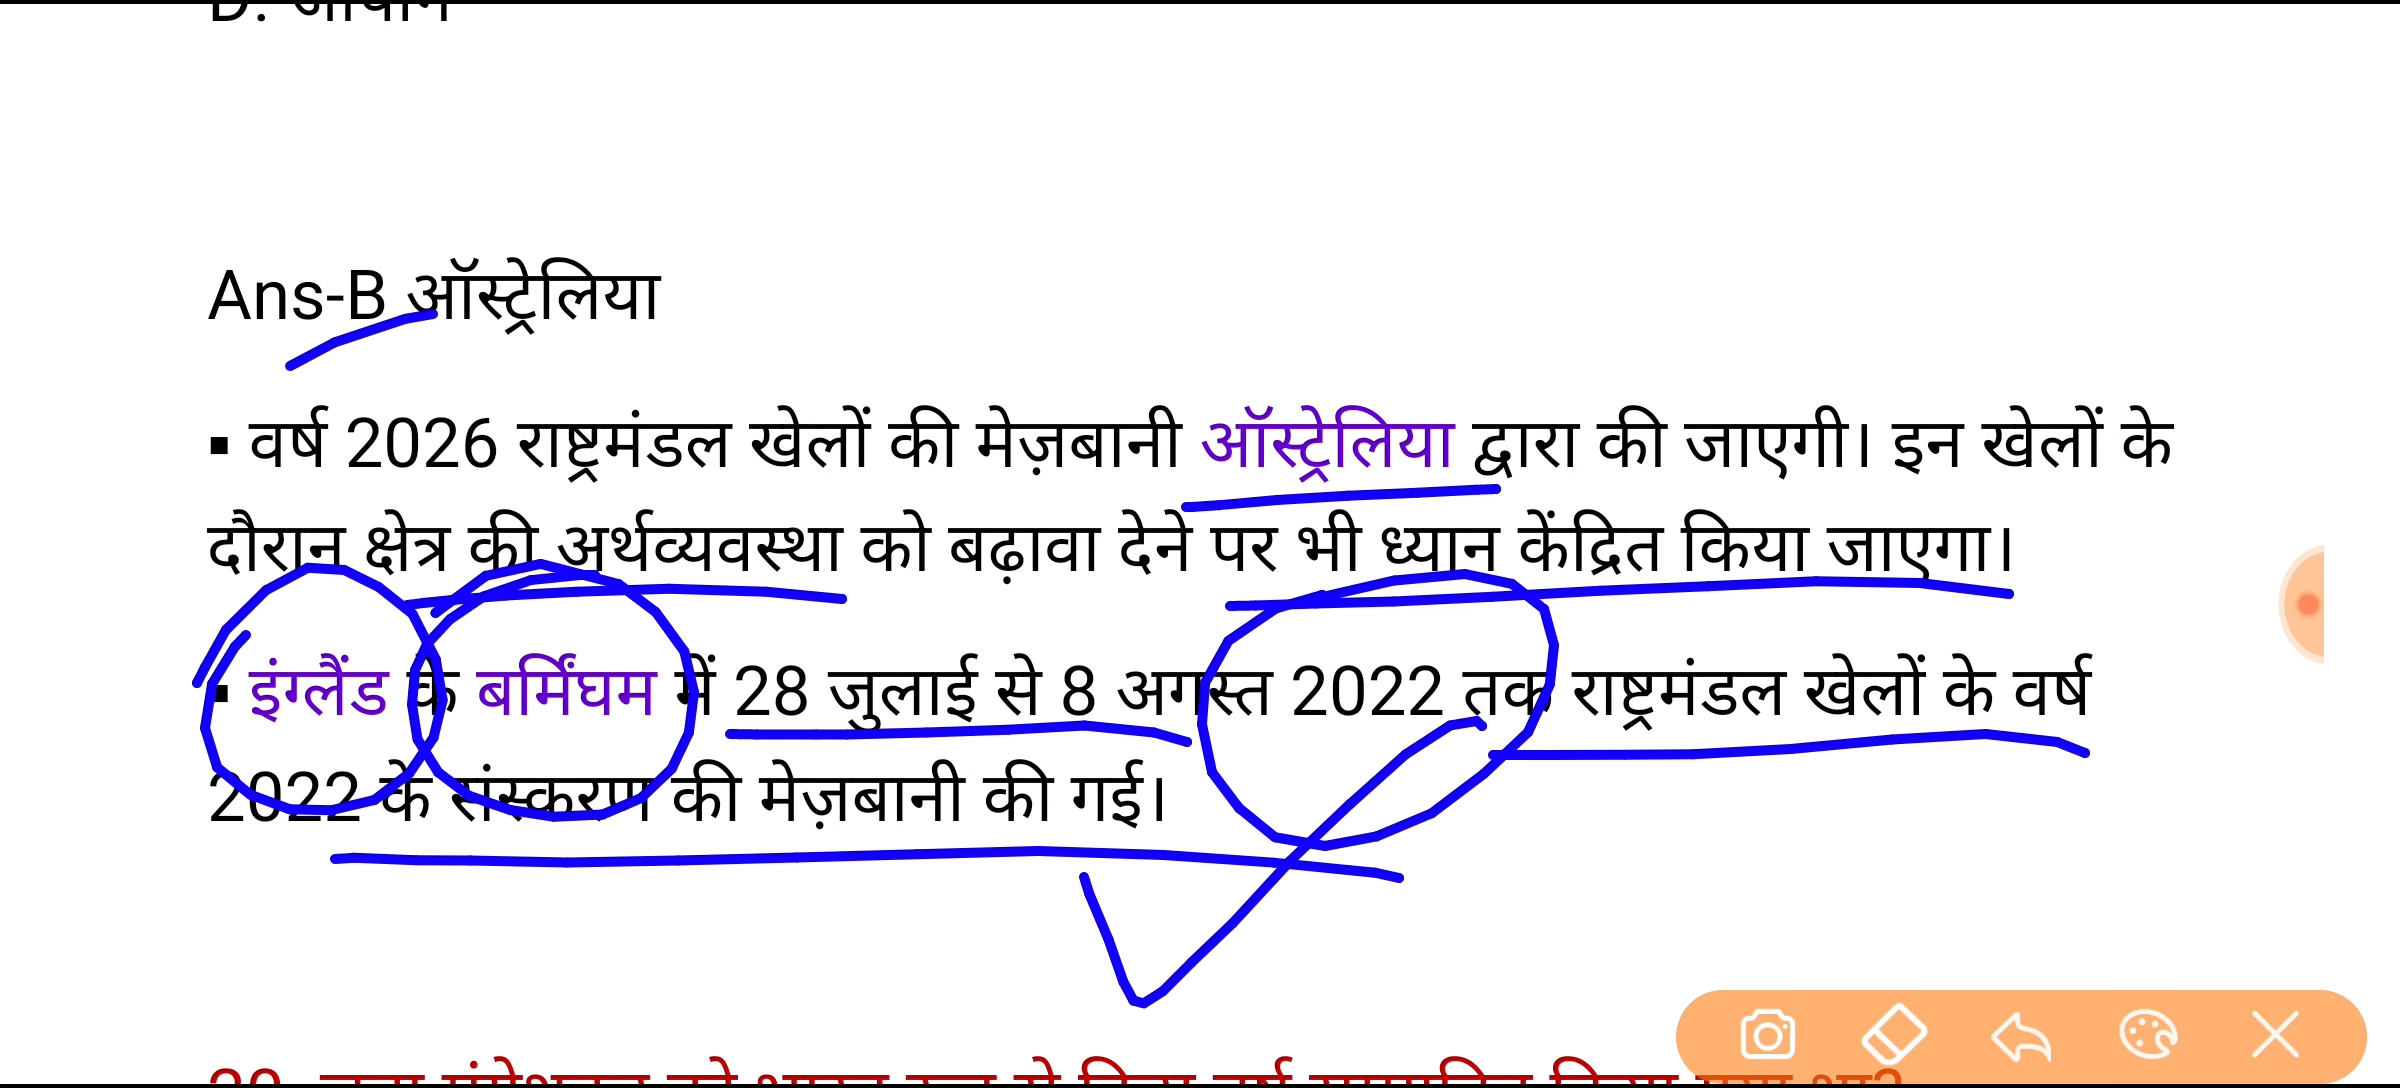 Ans-B ऑस्ट्रेलिया
▪ वर्ष 2026 राष्ट्रमंडल खेलों की मेज़बानी ऑस्ट्रेलिया द्वारा की जाएगी। इन खेलों के
दौरान क्षेत्र की अर्थव्यवस्था को बढ़ावा देने पर भी ध्यान केंद्रित किया जाएगा।
▪ इंग्लैंड के बर्मिंघम में 28 जुलाई से 8 अगस्त 2022 तक राष्ट्रमंडल खेलों के वर्ष
2022 के संस्करण की मेज़बानी की गई।